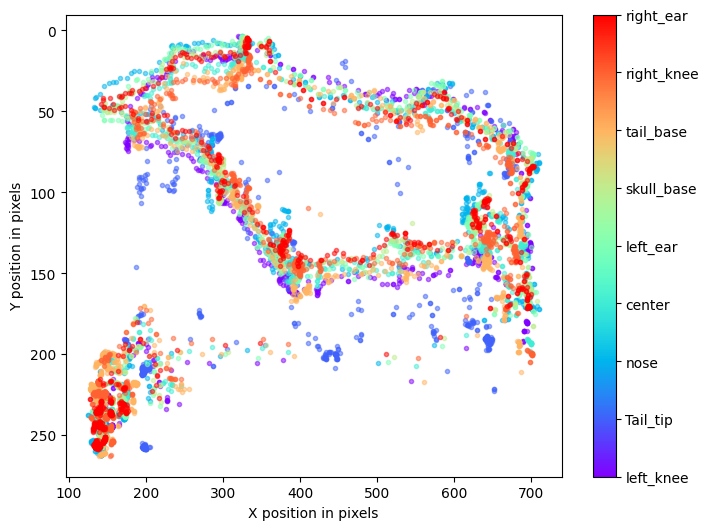 0
50
100
150
200
250
Y position in pixels
100
200
300
400
500
600
700
X position in pixels
right_ear
right_knee
tail_base
skull_base
left_ear
center
nose
Tail_tip
left_knee